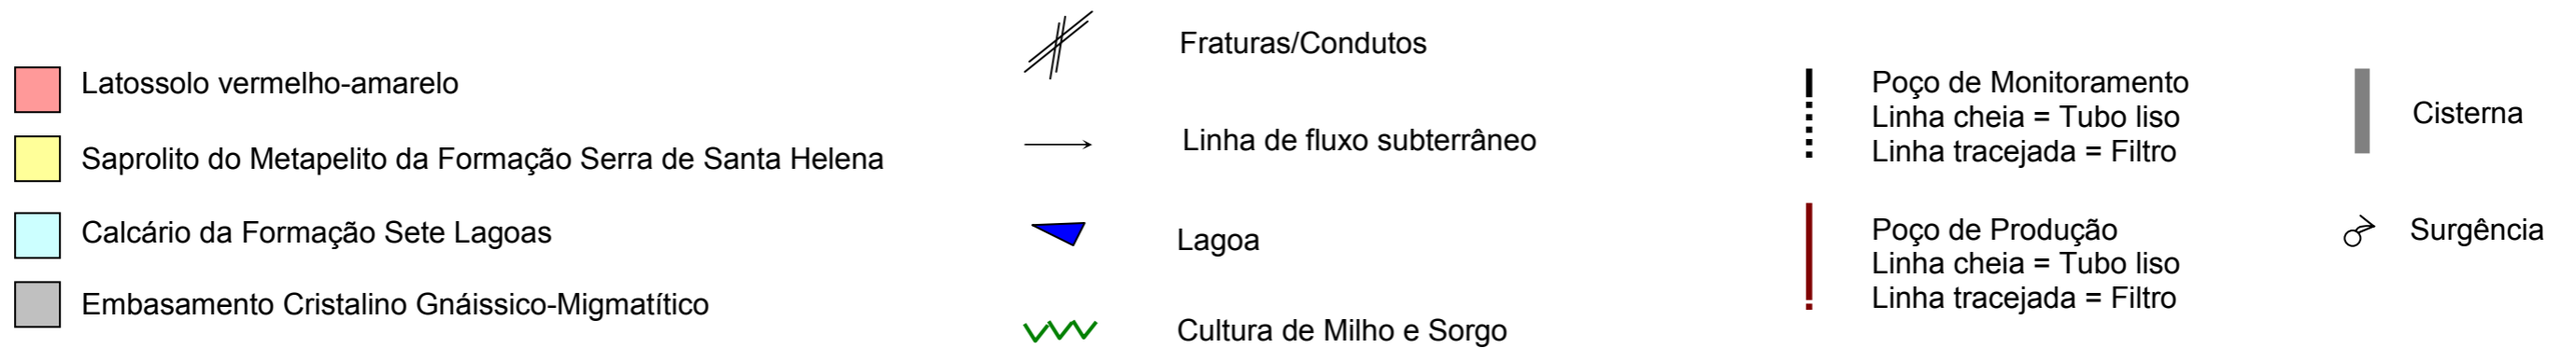 Latossolo vermelho-amarelo
Saprolito do Metapelito da Formação Serra de Santa Helena
Calcário da Formação Sete Lagoas
Embasamento Cristalino Gnáissico-Migmatítico
Fraturas/Condutos
Linha de fluxo subterrâneo
Lagoa
Cultura de Milho e Sorgo
Poço de Monitoramento
Linha cheia = Tubo liso
Linha tracejada = Filtro
Poço de Produção
Linha cheia = Tubo liso
Linha tracejada = Filtro
Cisterna
Surgência